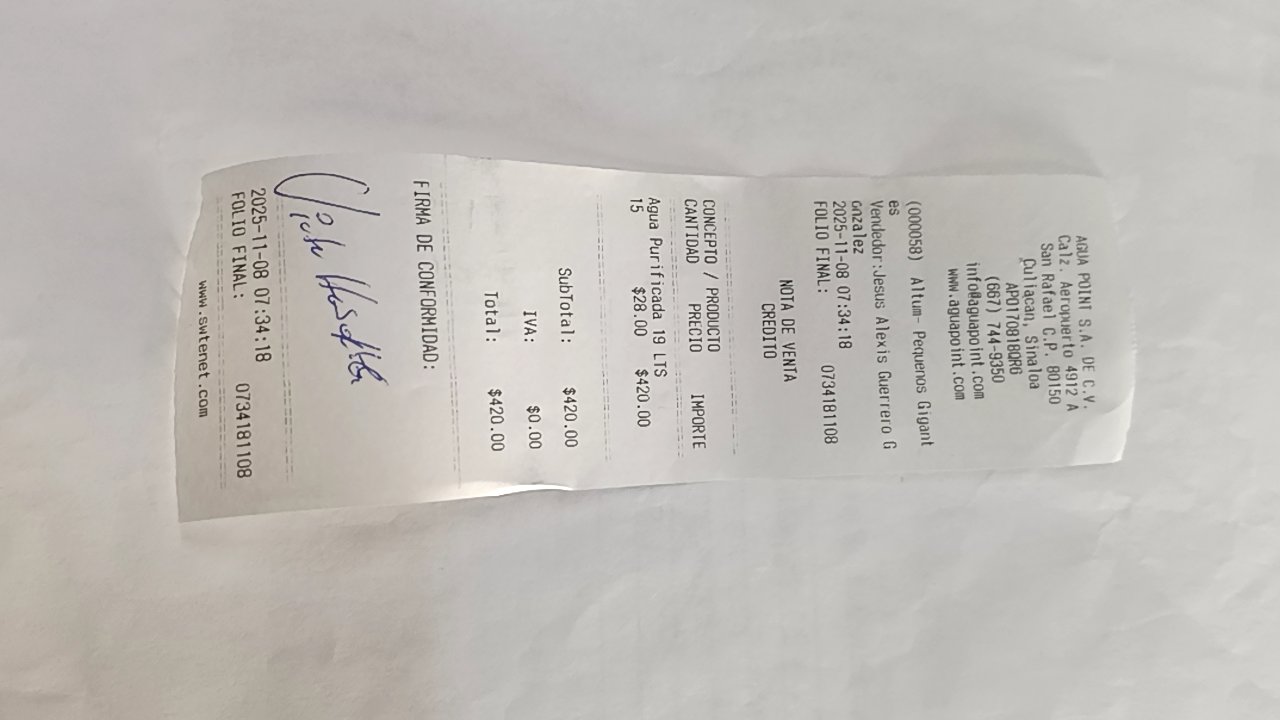 AGUA POINT S.A. DE C.V.
Calz. Aeropuerto 4912 A
San Rafael C.P. 80150
Culiacan, Sinaloa
APO170818QR6
(667) 744-9350
info@aguapoint.com
www.aguapoint.com
(000058) Altum- Pequenos Gigant
es
Vendedor:Jesus Alexis Guerrero G
onzalez
2025-11-08 07:34:18
FOLIO FINAL: 0734181108
NOTA DE VENTA
CREDITO
CONCEPTO / PRODUCTO
CANTIDAD PRECIO IMPORTE
Agua Purificada 19 LTS
15 $28.00 $420.00
SubTotal: $420.00
IVA: $0.00
Total: $420.00
FIRMA DE CONFORMIDAD:
2025-11-08 07:34:18
FOLIO FINAL: 0734181108
www.swtenet.com